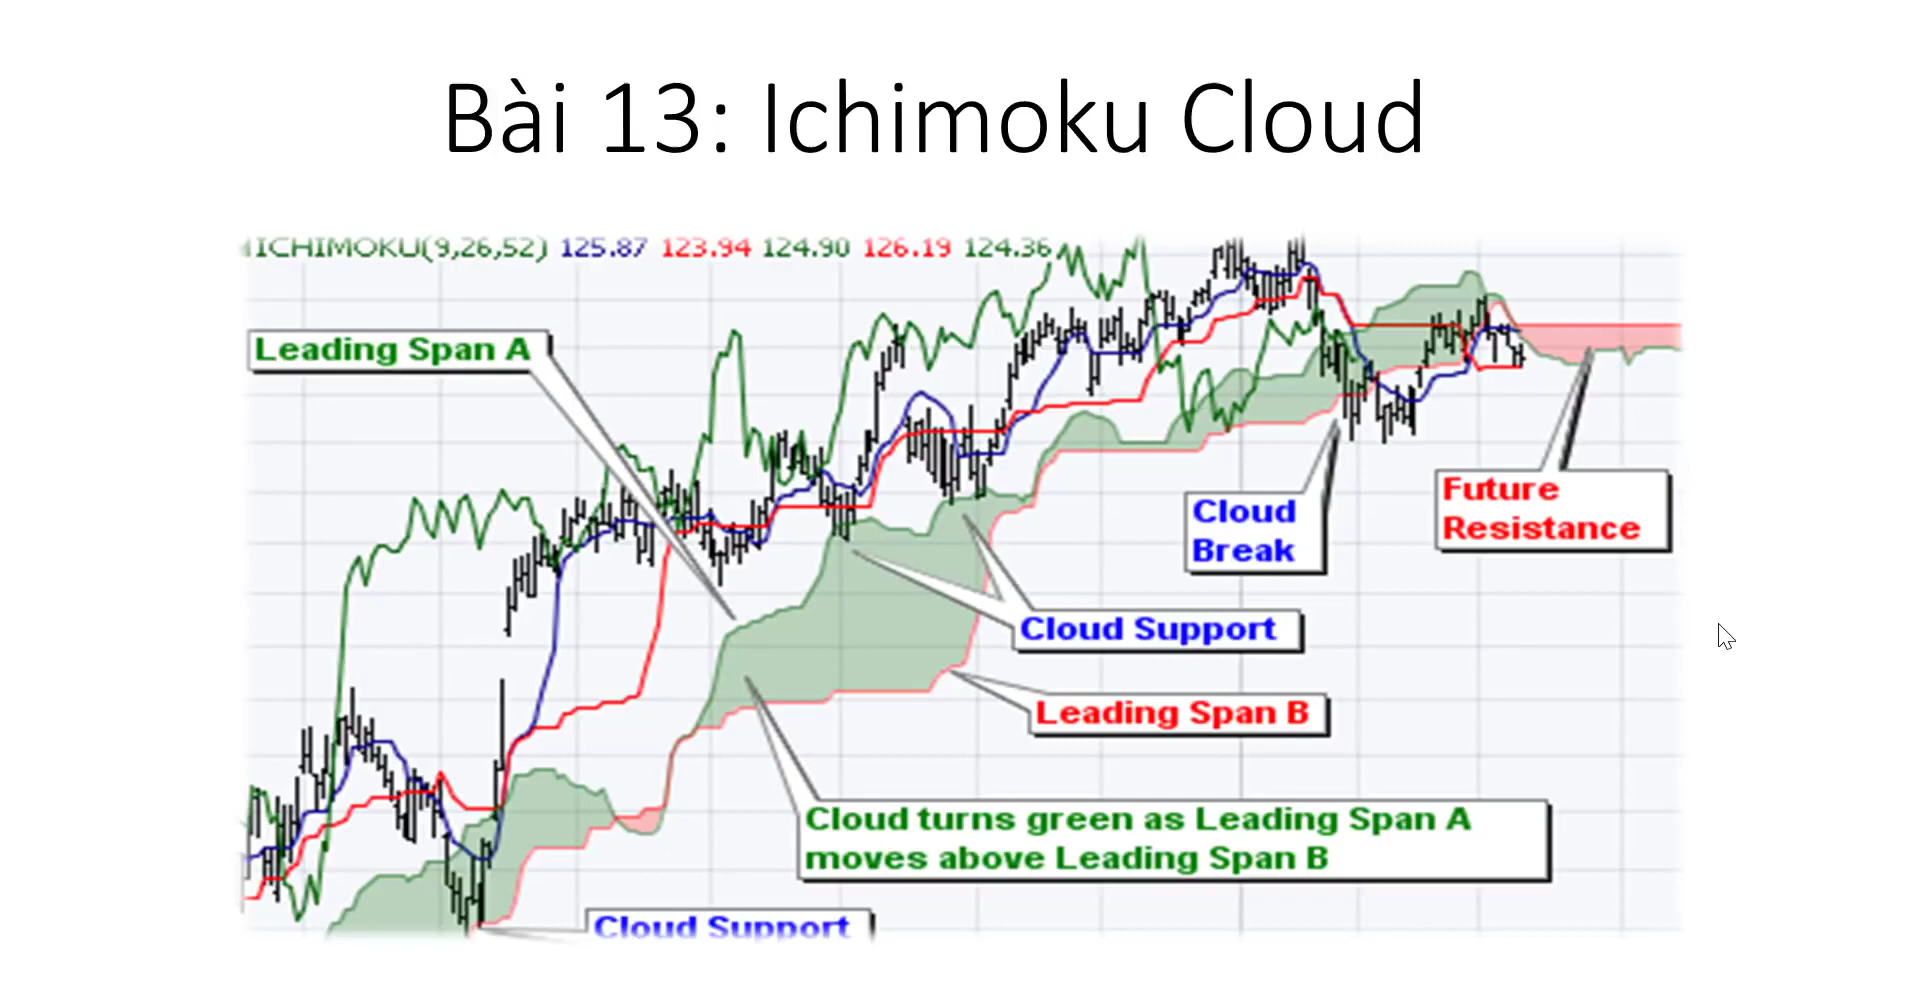 Bài 13: Ichimoku Cloud
ICHIMOKU(9,26,52) 125.87 123.94 124.90 126.19 124.36
Leading Span A
Future
Resistance
Cloud
Break
Cloud Support
Leading Span B
Cloud turns green as Leading Span A
moves above Leading Span B
Cloud Support